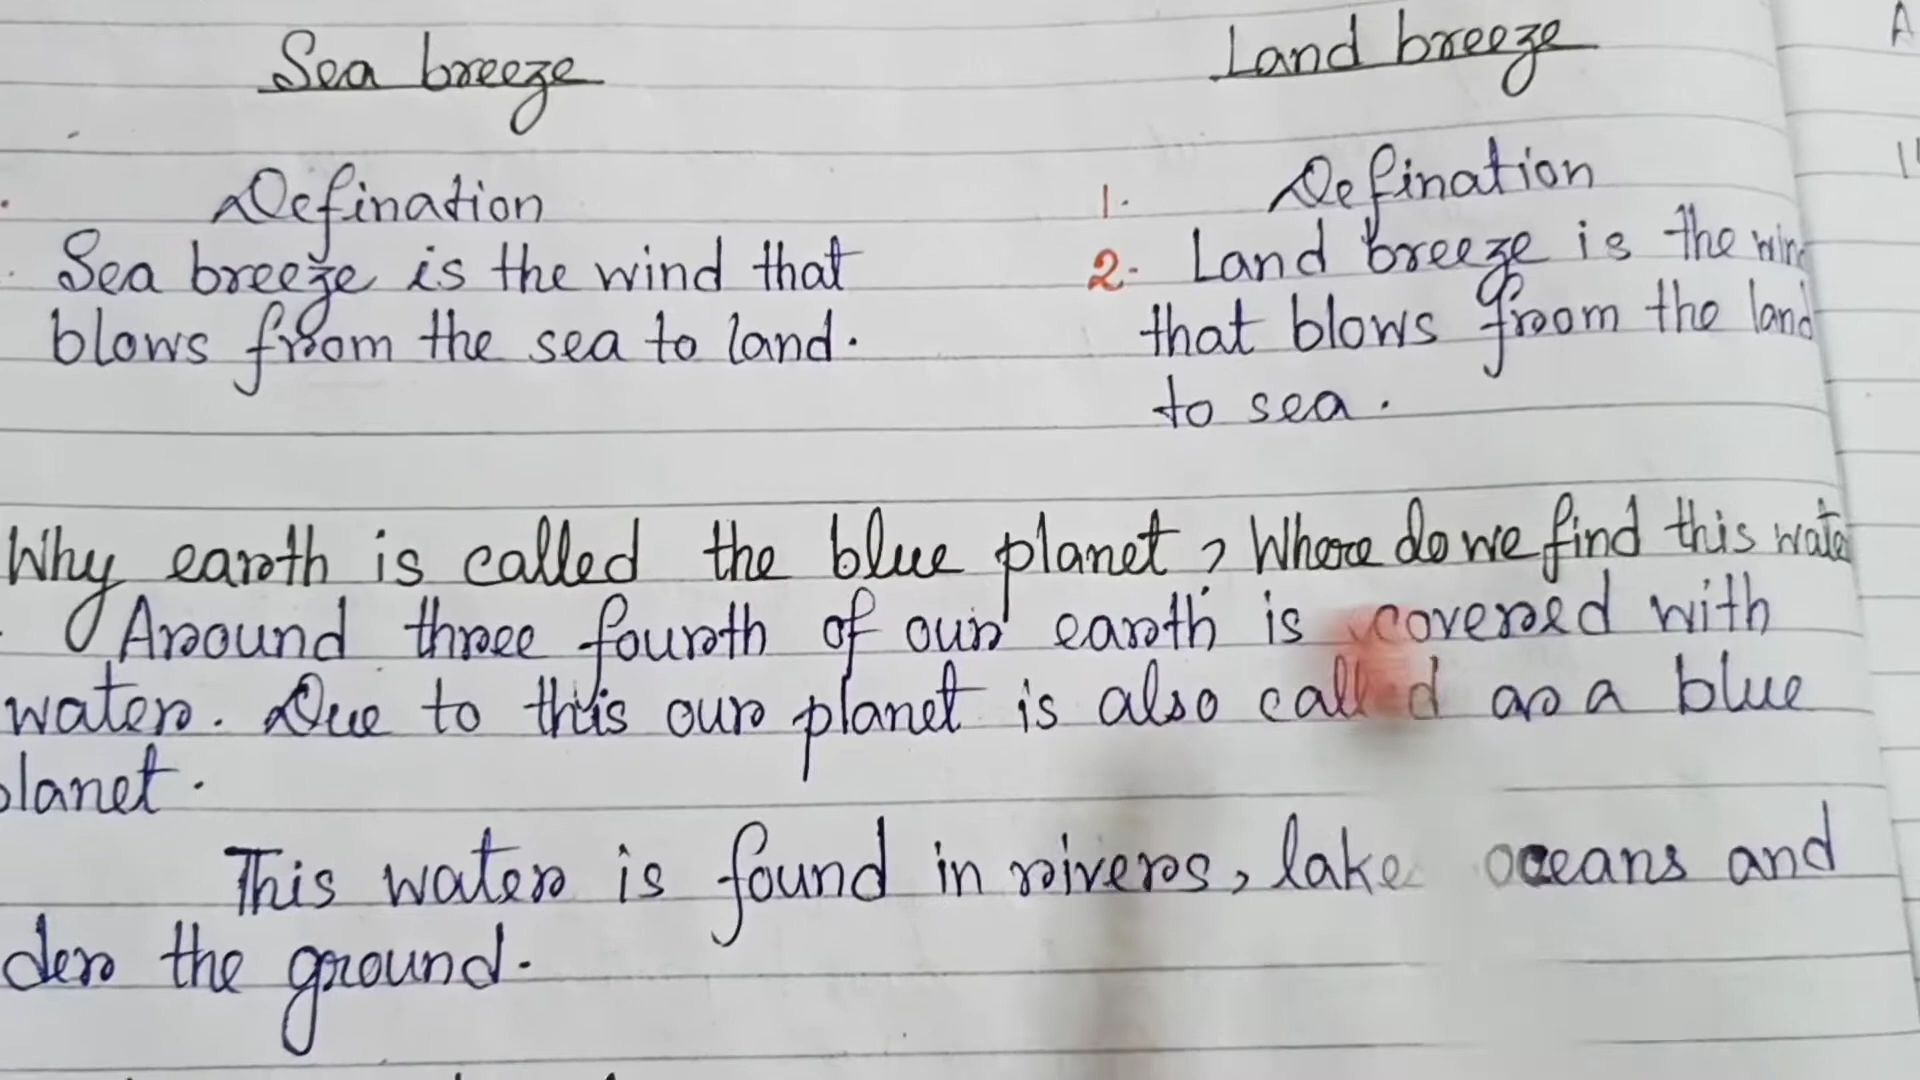 Sea breeze
Land breeze
Defination
Sea breeze is the wind that
blows from the sea to land.
1. Defination
2. Land breeze is the
that blows from the land
to sea.
Why earth is called the blue planet, Where do we find this
Around three fourth of our earth is covered with
water. Due to this our planet is also called as a blue
This water is found in rivers, lake oceans and
the ground.